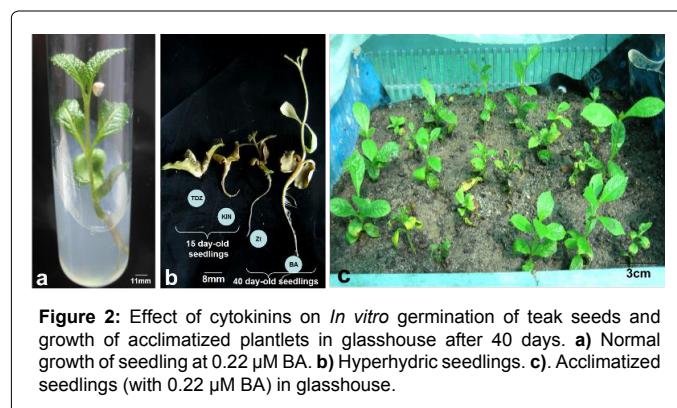 a
11mm
b
TDZ
KIN
Zt
BA
15 day-old
seedlings
8mm
40 day-old seedlings
c
3cm
Figure 2: Effect of cytokinins on In vitro germination of teak seeds and
growth of acclimatized plantlets in glasshouse after 40 days. a) Normal
growth of seedling at 0.22 µM BA. b) Hyperhydric seedlings. c). Acclimatized
seedlings (with 0.22 µM BA) in glasshouse.